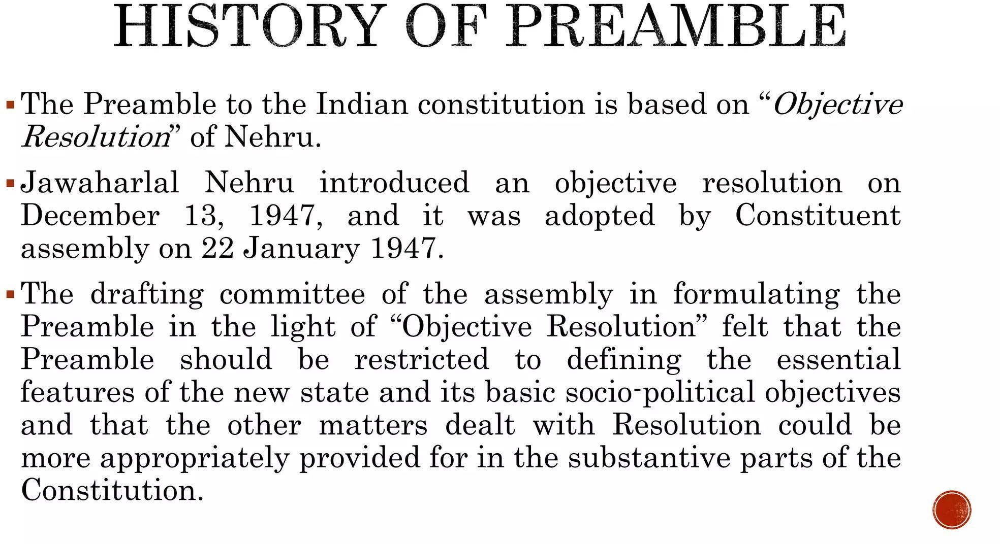 HISTORY OF PREAMBLE
▪ The Preamble to the Indian constitution is based on “Objective
Resolution” of Nehru.
▪ Jawaharlal Nehru introduced an objective resolution on
December 13, 1947, and it was adopted by Constituent
assembly on 22 January 1947.
▪ The drafting committee of the assembly in formulating the
Preamble in the light of “Objective Resolution” felt that the
Preamble should be restricted to defining the essential
features of the new state and its basic socio-political objectives
and that the other matters dealt with Resolution could be
more appropriately provided for in the substantive parts of the
Constitution.